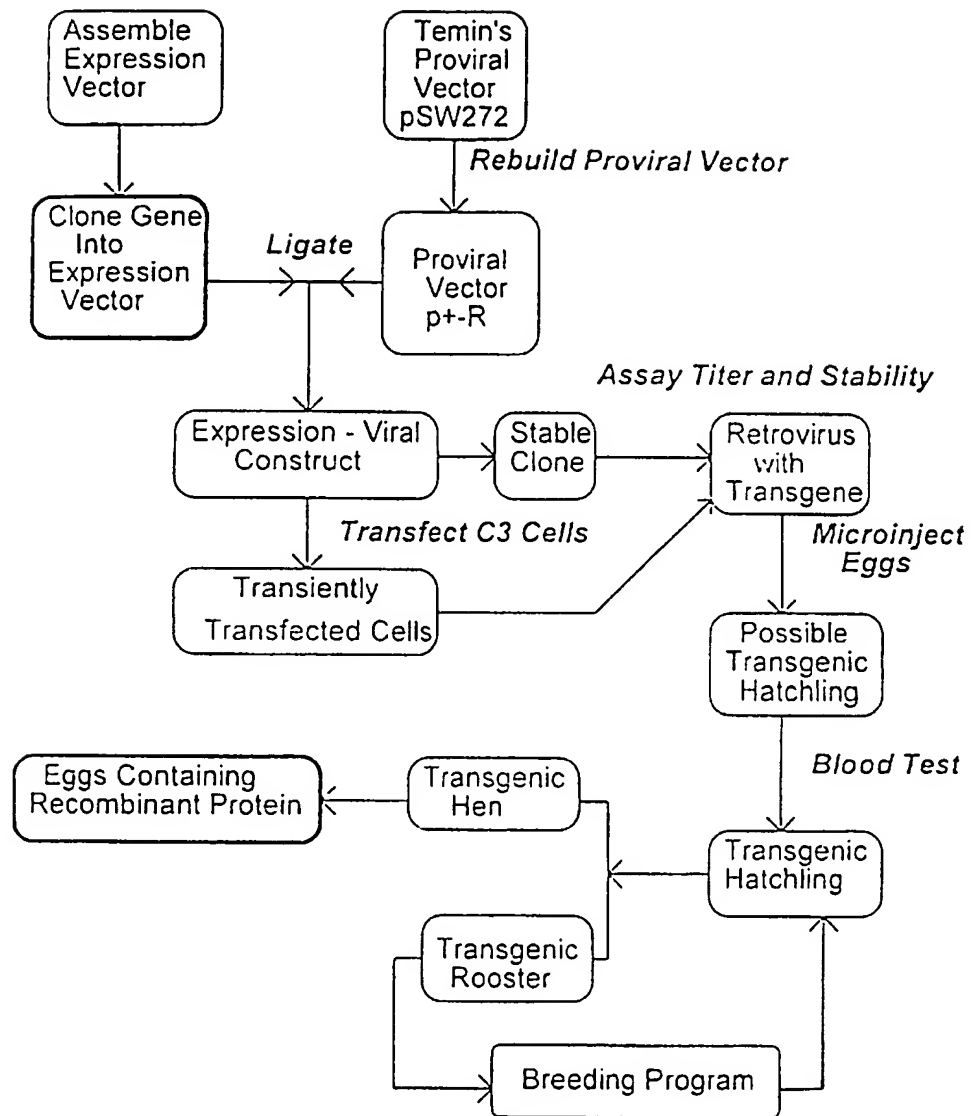 Assemble
Expression
Vector
Temin's
Proviral
Vector
pSW272
Rebuild Proviral Vector
Clone Gene
Into
Expression
Vector
Ligate
Proviral
Vector
p+-R
Assay Titer and Stability
Expression - Viral
Construct
Stable
Clone
Retrovirus
with
Transgene
Transfect C3 Cells
Microinject
Eggs
Transiently
Transfected Cells
Possible
Transgenic
Hatchling
Blood Test
Eggs Containing
Recombinant Protein
Transgenic
Hen
Transgenic
Hatchling
Transgenic
Rooster
Breeding Program